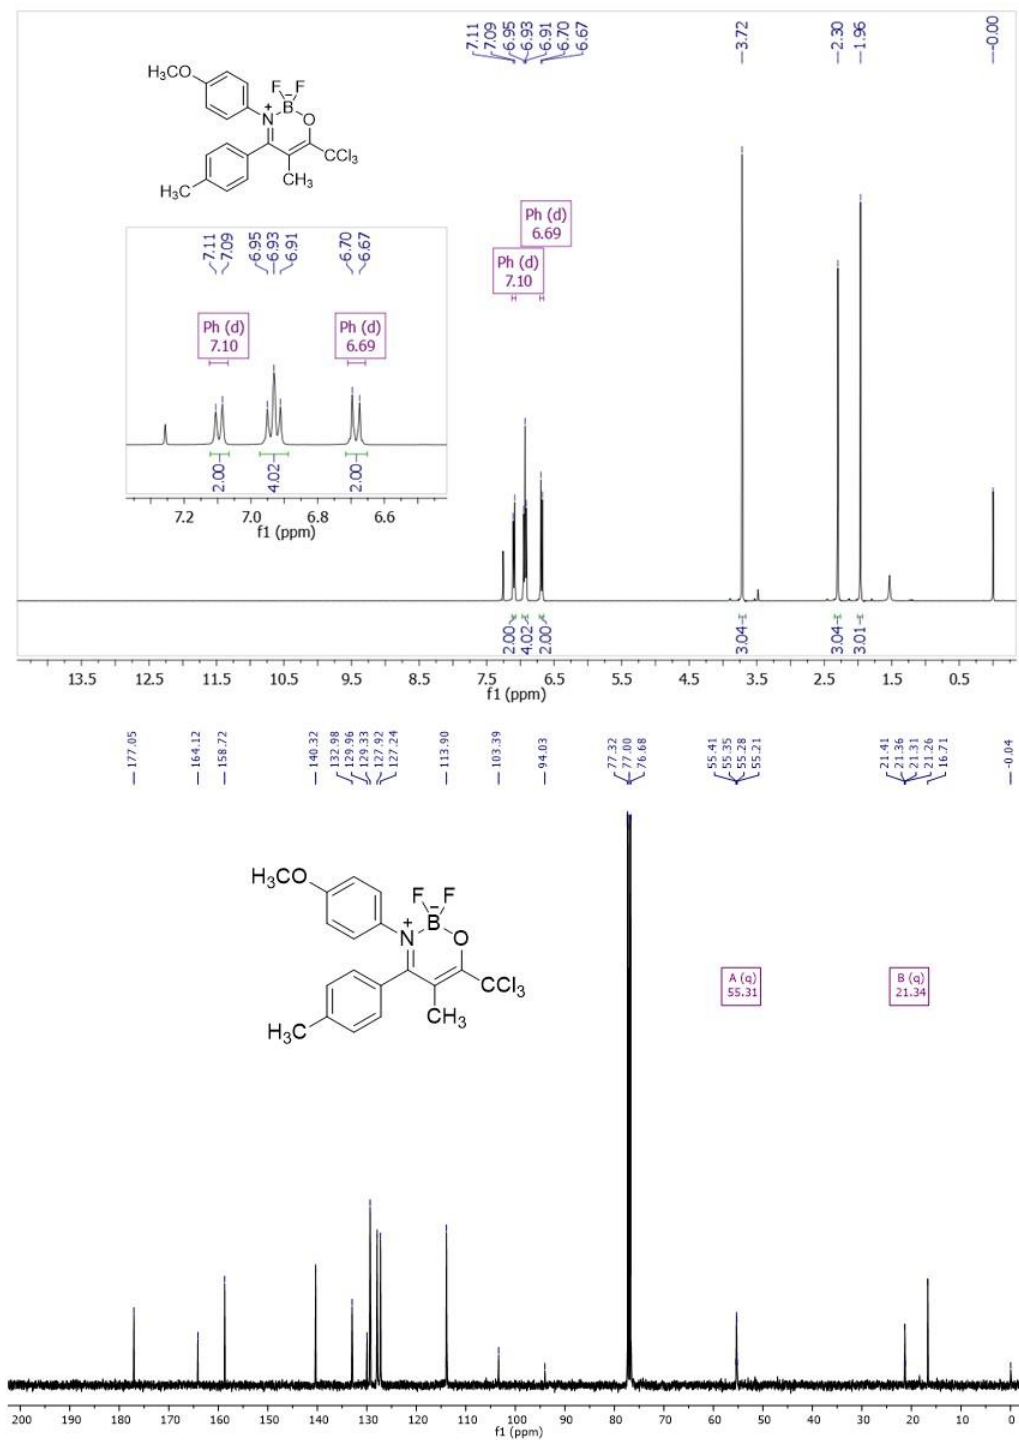 7.11
7.09
6.95
6.93
6.91
6.70
6.67
3.72
2.30
1.96
-0.00
H₃CO
F F
N + B − O
CCl₃
CH₃
H₃C
7.11
7.09
6.95
6.93
6.91
6.70
6.67
Ph (d)
7.10
Ph (d)
6.69
2.00
4.02
2.00
7.2 7.0 6.8 6.6
f1 (ppm)
Ph (d)
6.69
Ph (d)
7.10
2.00
4.02
2.00
3.04
3.04
3.01
13.5 12.5 11.5 10.5 9.5 8.5 7.5 6.5 5.5 4.5 3.5 2.5 1.5 0.5
f1 (ppm)
177.05
164.12
158.72
140.32
132.98
129.96
129.33
127.92
127.24
113.90
103.39
94.03
77.32
77.00
76.68
55.41
55.35
55.28
55.21
21.41
21.36
21.31
21.26
16.71
-0.04
H₃CO
F F
N + B − O
CCl₃
CH₃
H₃C
A (q)
55.31
B (q)
21.34
200 190 180 170 160 150 140 130 120 110 100 90 80 70 60 50 40 30 20 10 0
f1 (ppm)